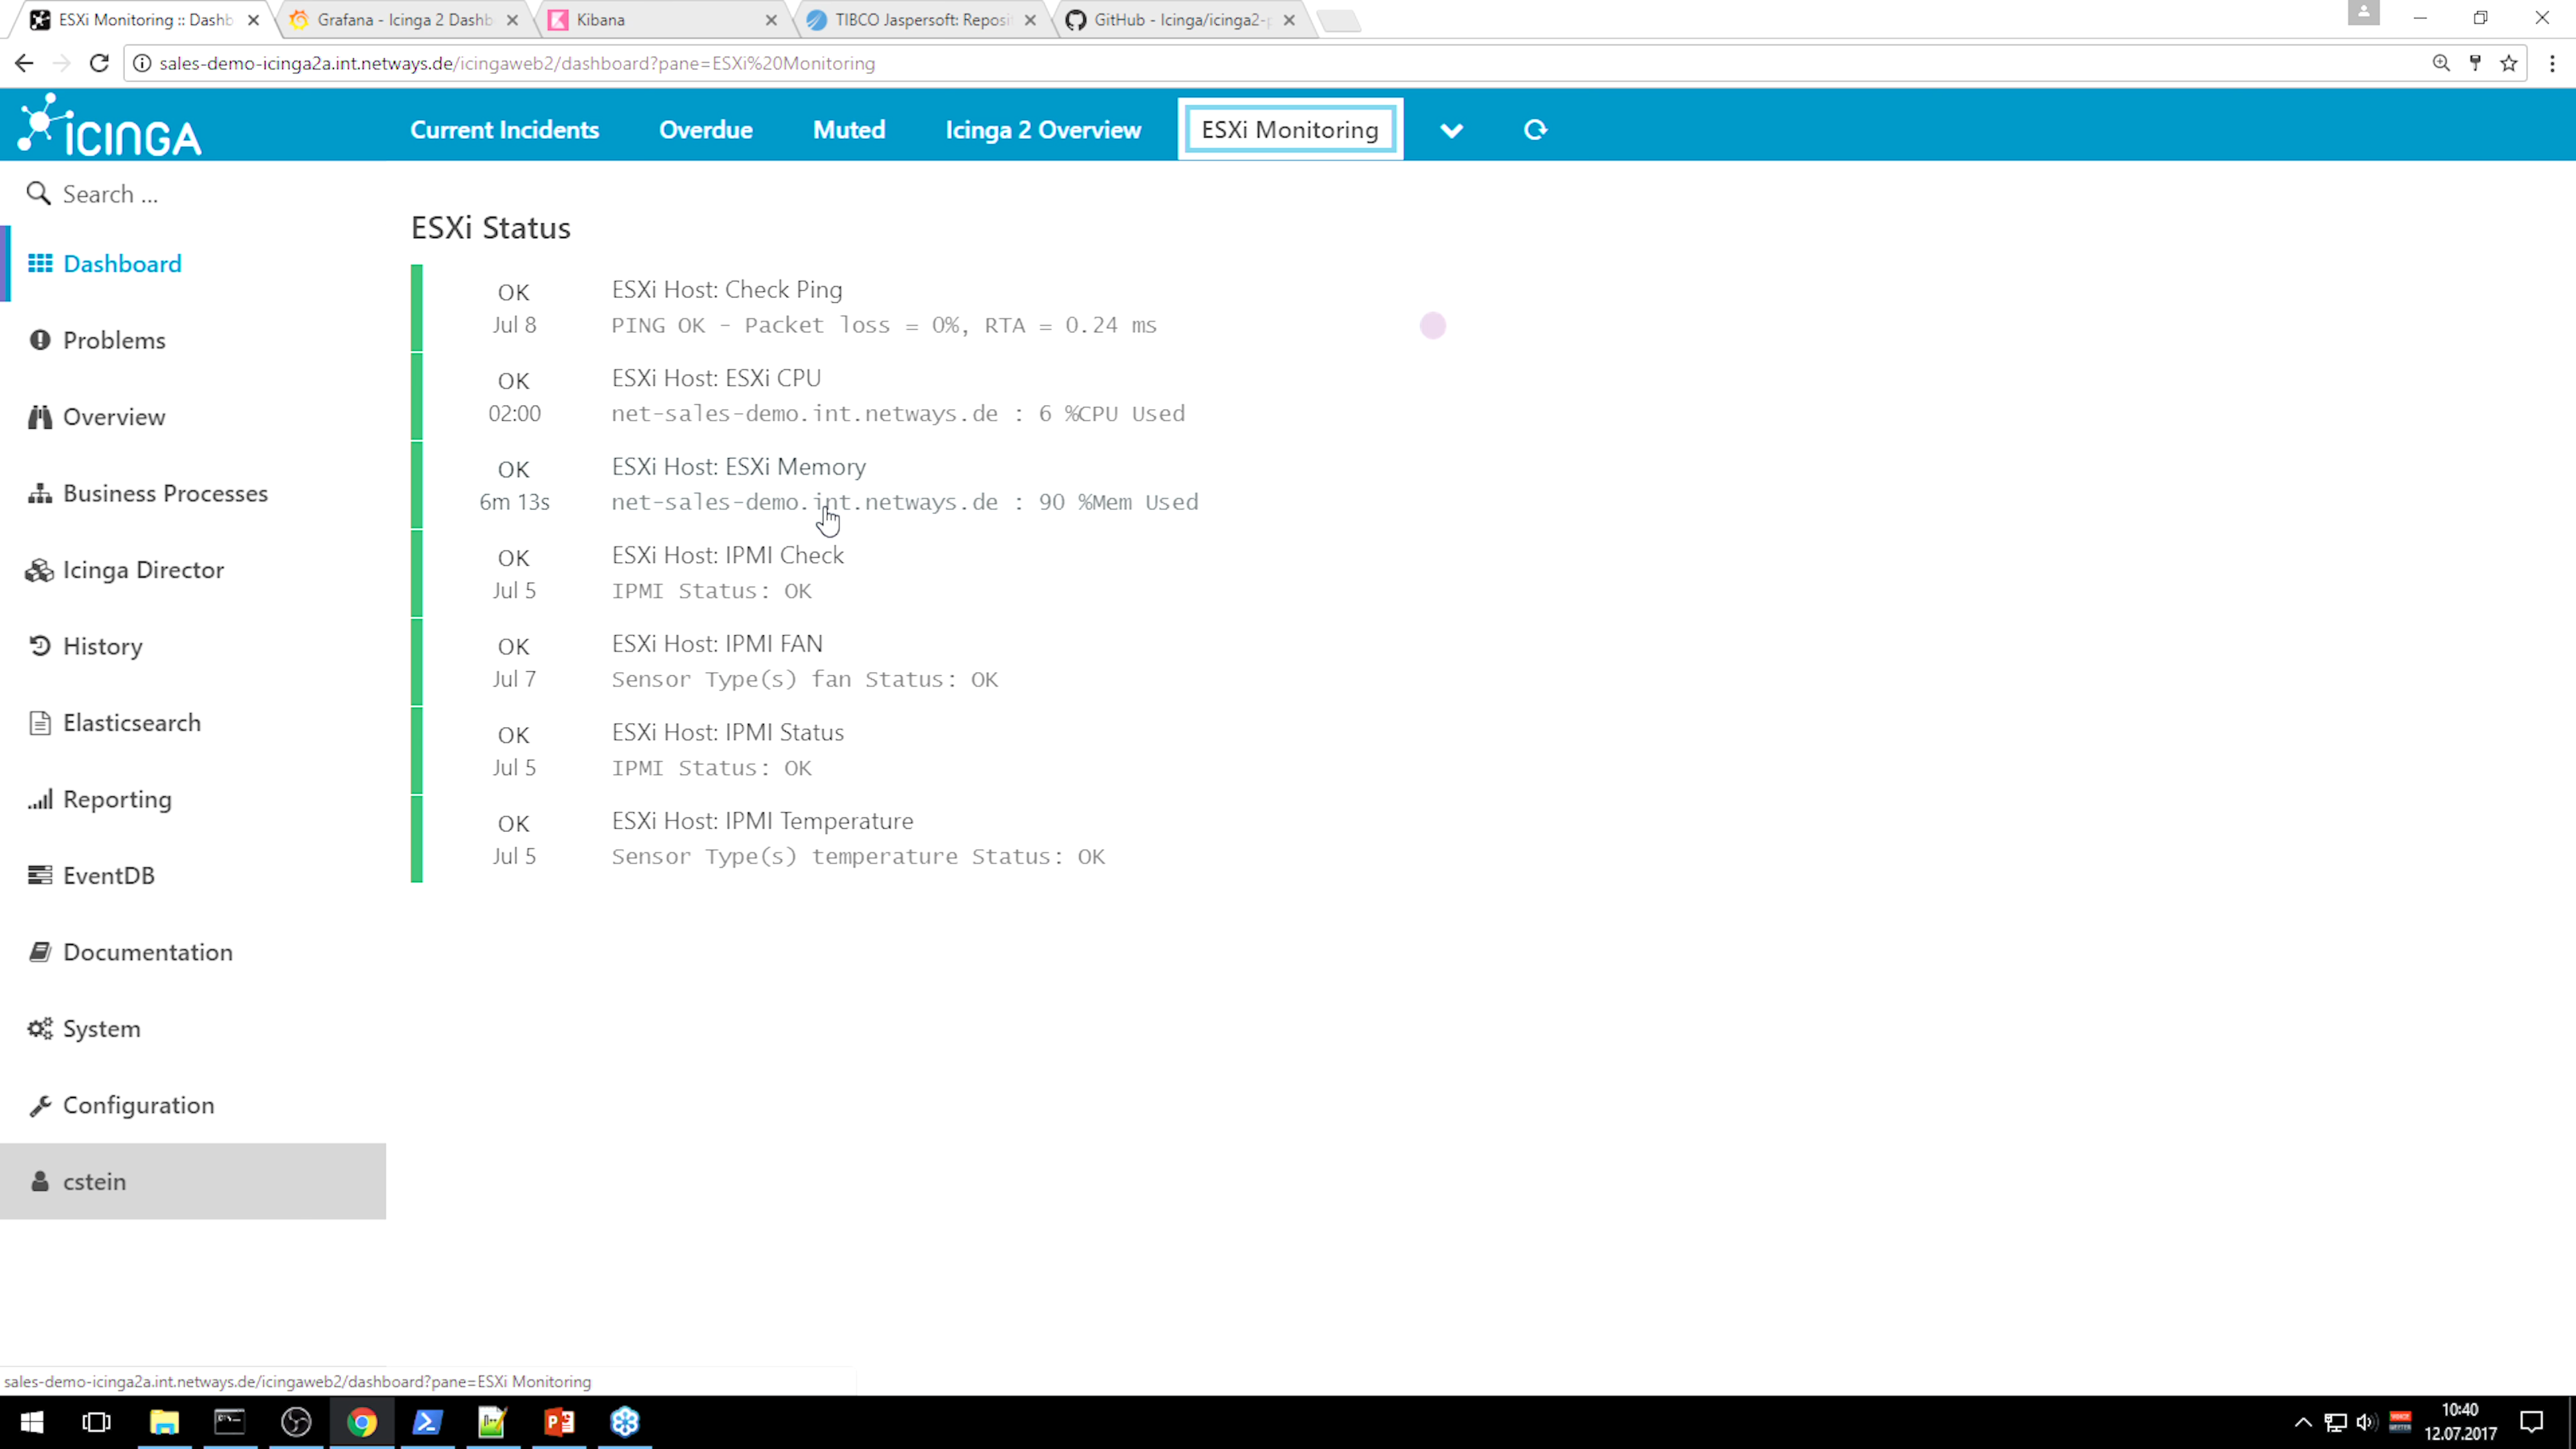 ESXi Monitoring :: Dashb
Grafana - Icinga 2 Dashb
Kibana
TIBCO Jaspersoft: Reposi
GitHub - Icinga/icinga2-p
sales-demo-icinga2a.int.netways.de/icingaweb2/dashboard?pane=ESXi%20Monitoring
ICINGA
Current Incidents
Overdue
Muted
Icinga 2 Overview
ESXi Monitoring
Search ...
Dashboard
Problems
Overview
Business Processes
Icinga Director
History
Elasticsearch
Reporting
EventDB
Documentation
System
Configuration
cstein
ESXi Status
OK
Jul 8
ESXi Host: Check Ping
PING OK - Packet loss = 0%, RTA = 0.24 ms
OK
02:00
ESXi Host: ESXi CPU
net-sales-demo.int.netways.de : 6 %CPU Used
OK
6m 13s
ESXi Host: ESXi Memory
net-sales-demo.int.netways.de : 90 %Mem Used
OK
Jul 5
ESXi Host: IPMI Check
IPMI Status: OK
OK
Jul 7
ESXi Host: IPMI FAN
Sensor Type(s) fan Status: OK
OK
Jul 5
ESXi Host: IPMI Status
IPMI Status: OK
OK
Jul 5
ESXi Host: IPMI Temperature
Sensor Type(s) temperature Status: OK
sales-demo-icinga2a.int.netways.de/icingaweb2/dashboard?pane=ESXi Monitoring
10:40
12.07.2017